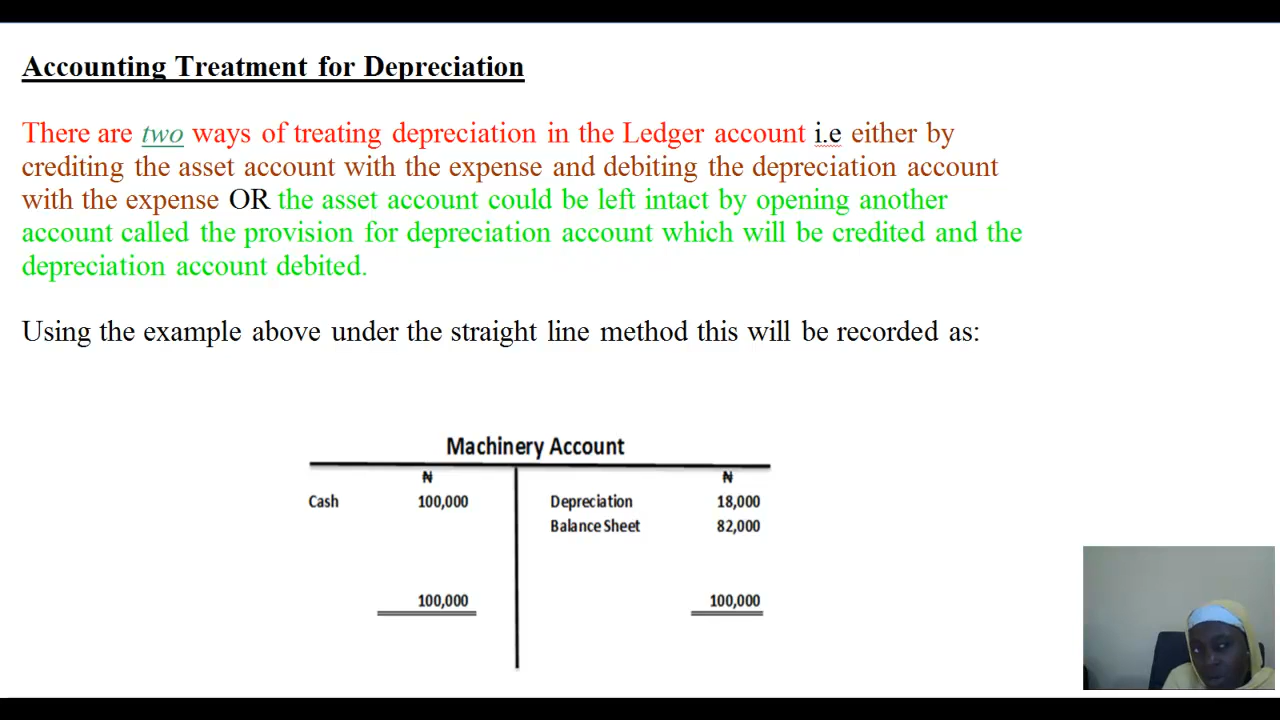 Accounting Treatment for Depreciation
There are two ways of treating depreciation in the Ledger account i.e either by
crediting the asset account with the expense and debiting the depreciation account
with the expense OR the asset account could be left intact by opening another
account called the provision for depreciation account which will be credited and the
depreciation account debited.
Using the example above under the straight line method this will be recorded as:
Machinery Account
₦ ₦
Cash 100,000 Depreciation 18,000
Balance Sheet 82,000
100,000 100,000